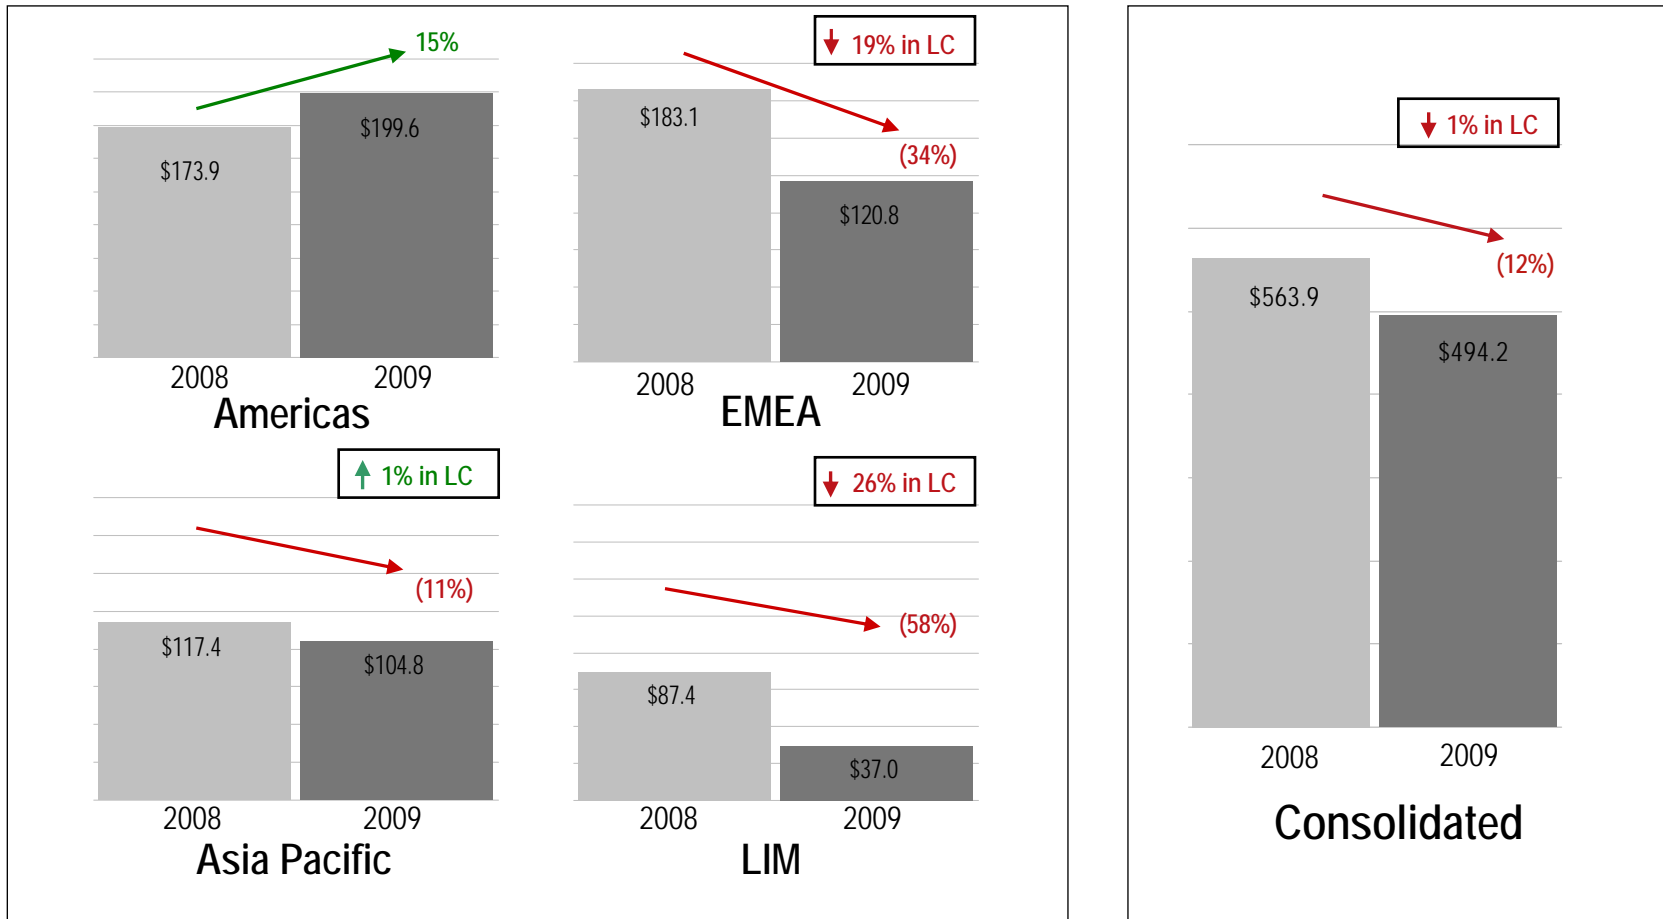 15%
$173.9
$199.6
2008
2009
Americas
19% in LC
$183.1
(34%)
$120.8
2008
2009
EMEA
1% in LC
(11%)
$117.4
$104.8
2008
2009
Asia Pacific
26% in LC
(58%)
$87.4
$37.0
2008
2009
LIM
1% in LC
(12%)
$563.9
$494.2
2008
2009
Consolidated